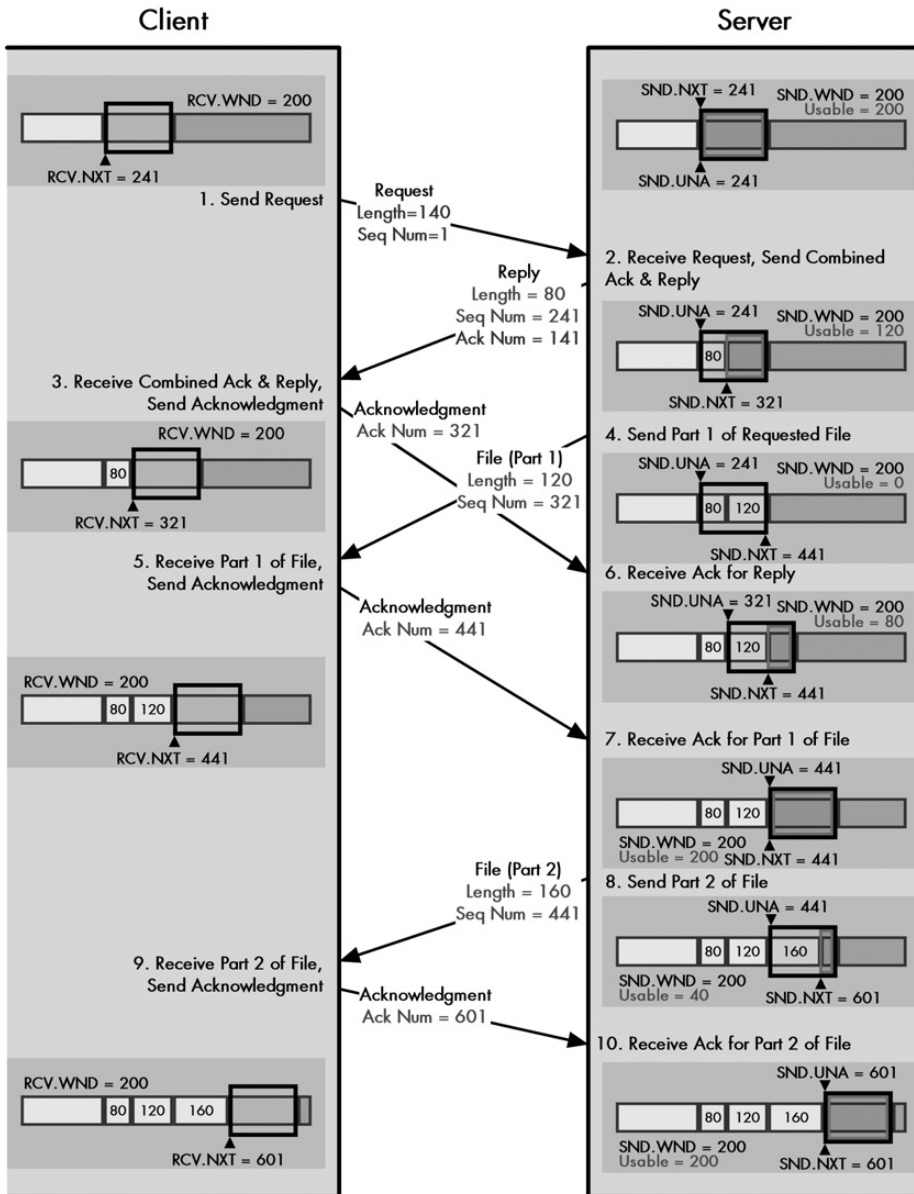 Client
Server
RCV.WND = 200
RCV.NXT = 241
SND.NXT = 241
SND.WND = 200
Usable = 200
SND.UNA = 241
1. Send Request
Request
Length=140
Seq Num=1
2. Receive Request, Send Combined
Ack & Reply
Reply
Length = 80
Seq Num = 241
Ack Num = 141
SND.UNA = 241
SND.WND = 200
Usable = 120
80
SND.NXT = 321
3. Receive Combined Ack & Reply,
Send Acknowledgment
Acknowledgment
Ack Num = 321
RCV.WND = 200
80
RCV.NXT = 321
4. Send Part 1 of Requested File
File (Part 1)
Length = 120
Seq Num = 321
SND.UNA = 241
SND.WND = 200
Usable = 0
80 120
SND.NXT = 441
5. Receive Part 1 of File,
Send Acknowledgment
Acknowledgment
Ack Num = 441
6. Receive Ack for Reply
SND.UNA = 321
SND.WND = 200
Usable = 80
80 120
SND.NXT = 441
RCV.WND = 200
80 120
RCV.NXT = 441
7. Receive Ack for Part 1 of File
SND.UNA = 441
80 120
SND.WND = 200
Usable = 200
SND.NXT = 441
File (Part 2)
Length = 160
Seq Num = 441
8. Send Part 2 of File
SND.UNA = 441
80 120 160
SND.WND = 200
Usable = 40
SND.NXT = 601
9. Receive Part 2 of File,
Send Acknowledgment
Acknowledgment
Ack Num = 601
10. Receive Ack for Part 2 of File
RCV.WND = 200
80 120 160
RCV.NXT = 601
SND.UNA = 601
80 120 160
SND.WND = 200
Usable = 200
SND.NXT = 601